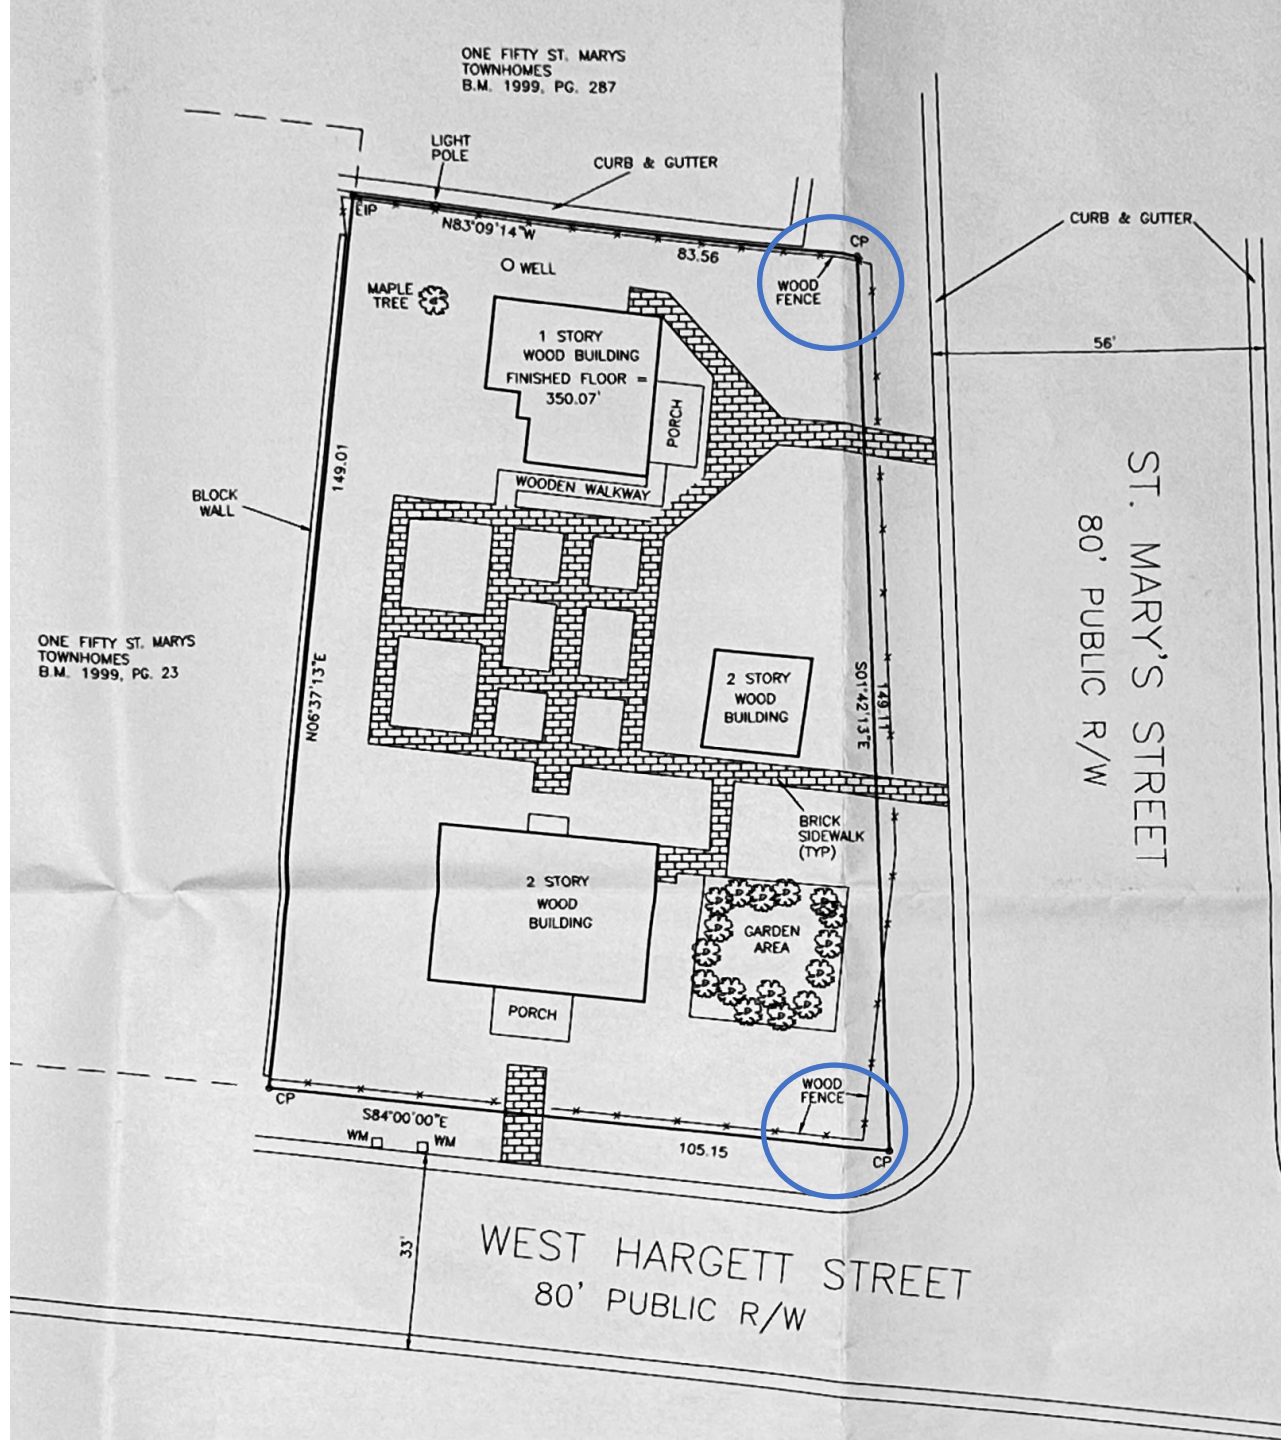 ONE FIFTY ST. MARYS
TOWNHOMES
B.M. 1999, PG. 287
LIGHT
POLE
CURB & GUTTER
EIP
N83°09'14"W
83.56
CP
CURB & GUTTER
WELL
MAPLE
TREE
WOOD
FENCE
1 STORY
WOOD BUILDING
FINISHED FLOOR =
350.07'
PORCH
56'
WOODEN WALKWAY
149.01
BLOCK
WALL
ST. MARY'S STREET
80' PUBLIC R/W
ONE FIFTY ST. MARYS
TOWNHOMES
B.M. 1999, PG. 23
N06°37'13"E
2 STORY
WOOD
BUILDING
S01°42'13"E
149.11
BRICK
SIDEWALK
(TYP)
2 STORY
WOOD
BUILDING
GARDEN
AREA
PORCH
WOOD
FENCE
CP
S84°00'00"E
105.15
CP
WM
WM
33'
WEST HARGETT STREET
80' PUBLIC R/W